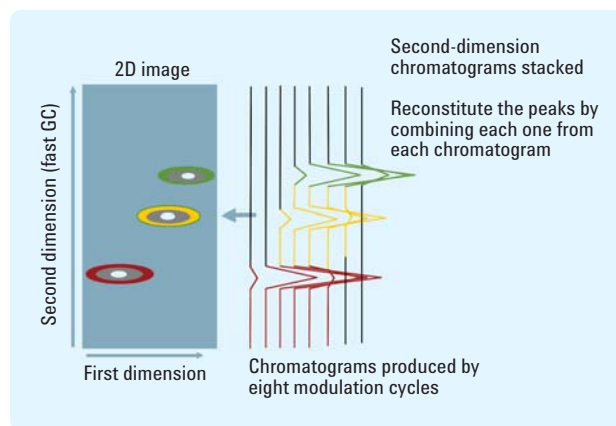 2D image
Second dimension (fast GC)
First dimension
Second-dimension
chromatograms stacked
Reconstitute the peaks by
combining each one from
each chromatogram
Chromatograms produced by
eight modulation cycles